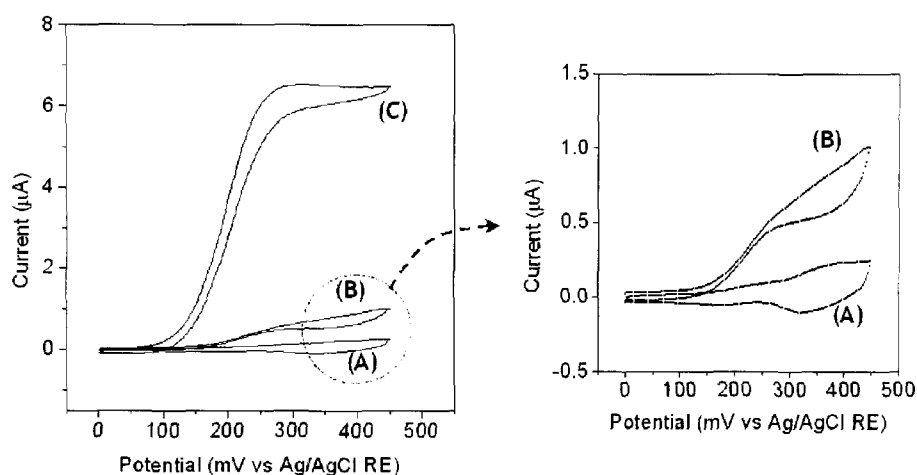 8
6
4
2
0
Current (μA)
(C)
(B)
(A)
0 100 200 300 400 500
Potential (mV vs Ag/AgCl RE)
1.5
1.0
0.5
0.0
-0.5
Current (μA)
(B)
(A)
0 100 200 300 400 500
Potential (mV vs Ag/AgCl RE)